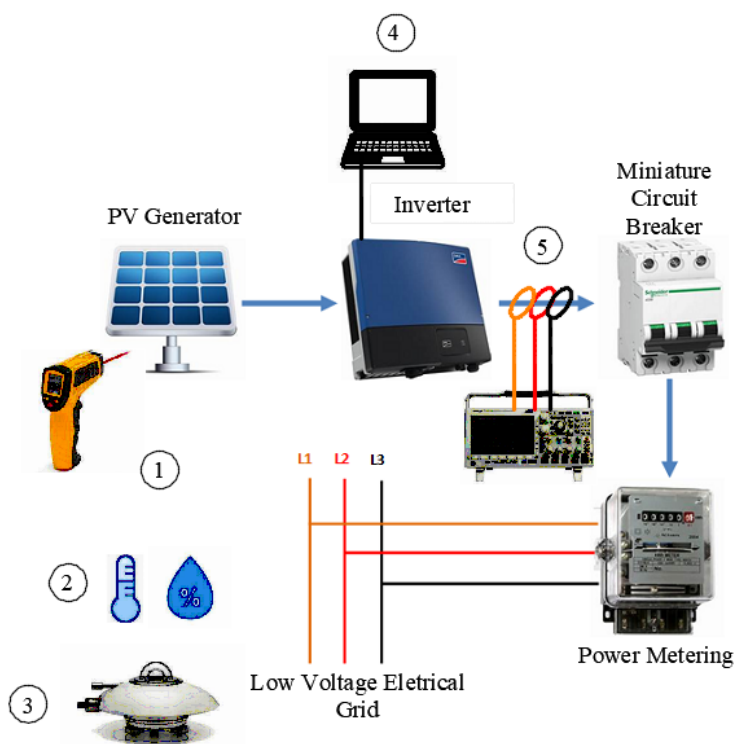 4
Miniature
Circuit
Breaker
PV Generator
Inverter
5
Schneider
1
L1
L2
L3
2
%
Power Metering
Low Voltage Eletrical
Grid
3